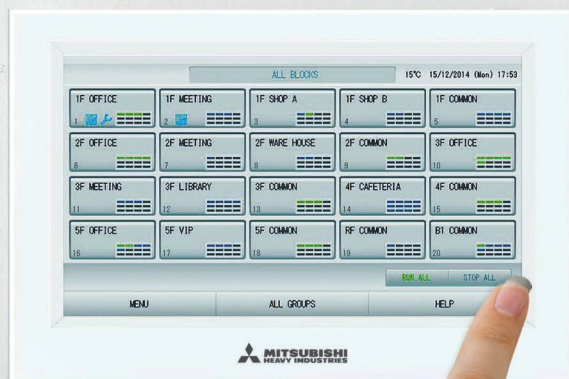 ALL BLOCKS 15°C 15/12/2014 (Mon) 17:53
1F OFFICE 1F MEETING 1F SHOP A 1F SHOP B 1F COMMON
1 2 3 4 5
2F OFFICE 2F MEETING 2F WARE HOUSE 2F COMMON 3F OFFICE
6 7 8 9 10
3F MEETING 3F LIBRARY 3F COMMON 4F CAFETERIA 4F COMMON
11 12 13 14 15
5F OFFICE 5F VIP 5F COMMON RF COMMON B1 COMMON
16 17 18 19 20
RUN ALL STOP ALL
MENU ALL GROUPS HELP
MITSUBISHI
HEAVY INDUSTRIES